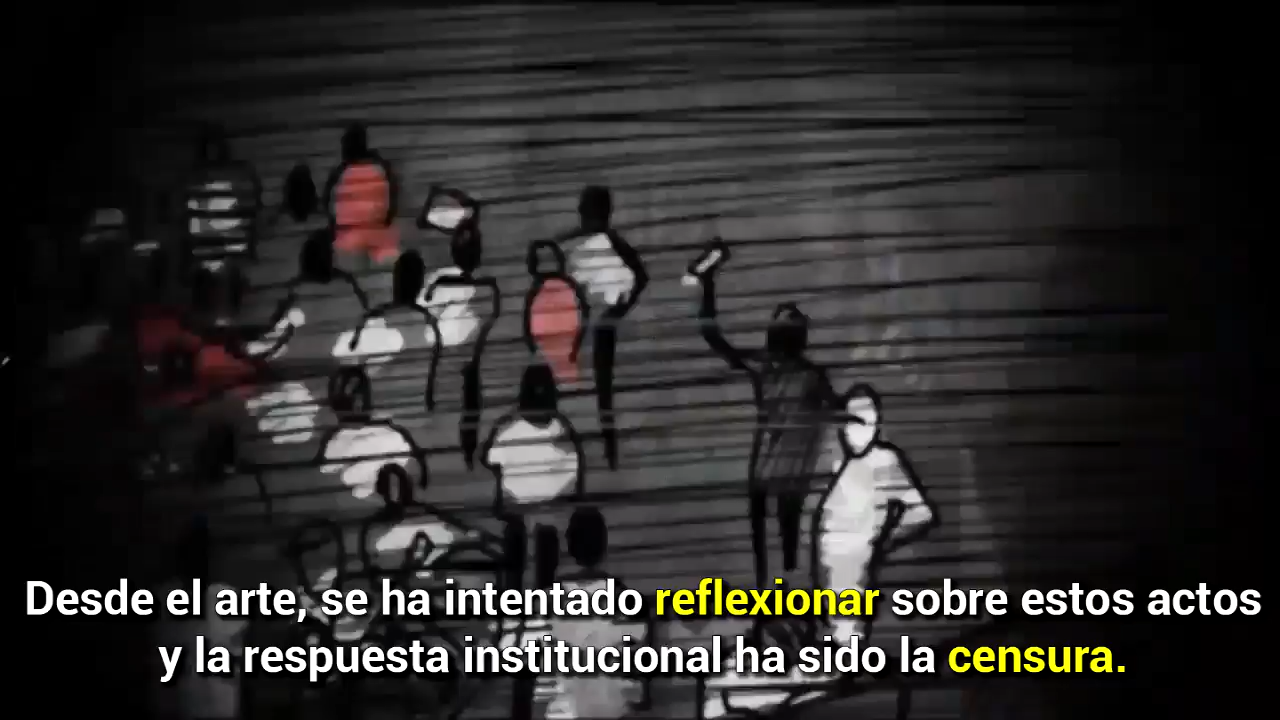 Desde el arte, se ha intentado reflexionar sobre estos actos
y la respuesta institucional ha sido la censura.